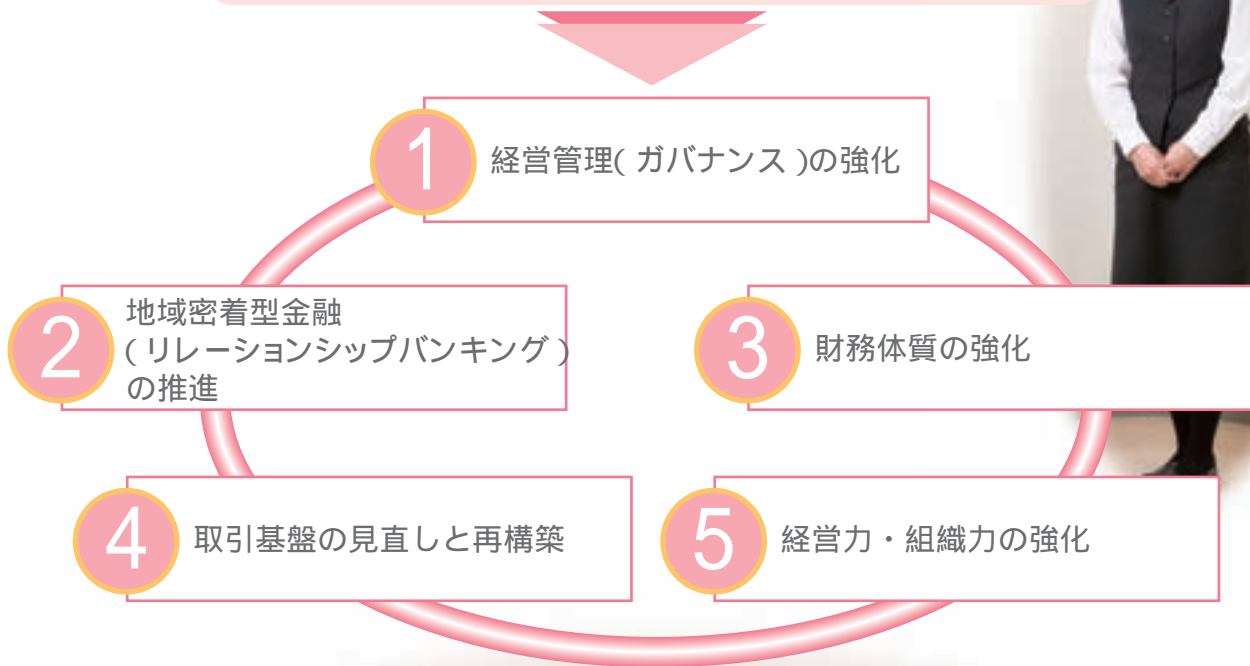 1
経営管理(ガバナンス)の強化
2
地域密着型金融
(リレーションシップバンキング)
の推進
3
財務体質の強化
4
取引基盤の見直しと再構築
5
経営力・組織力の強化